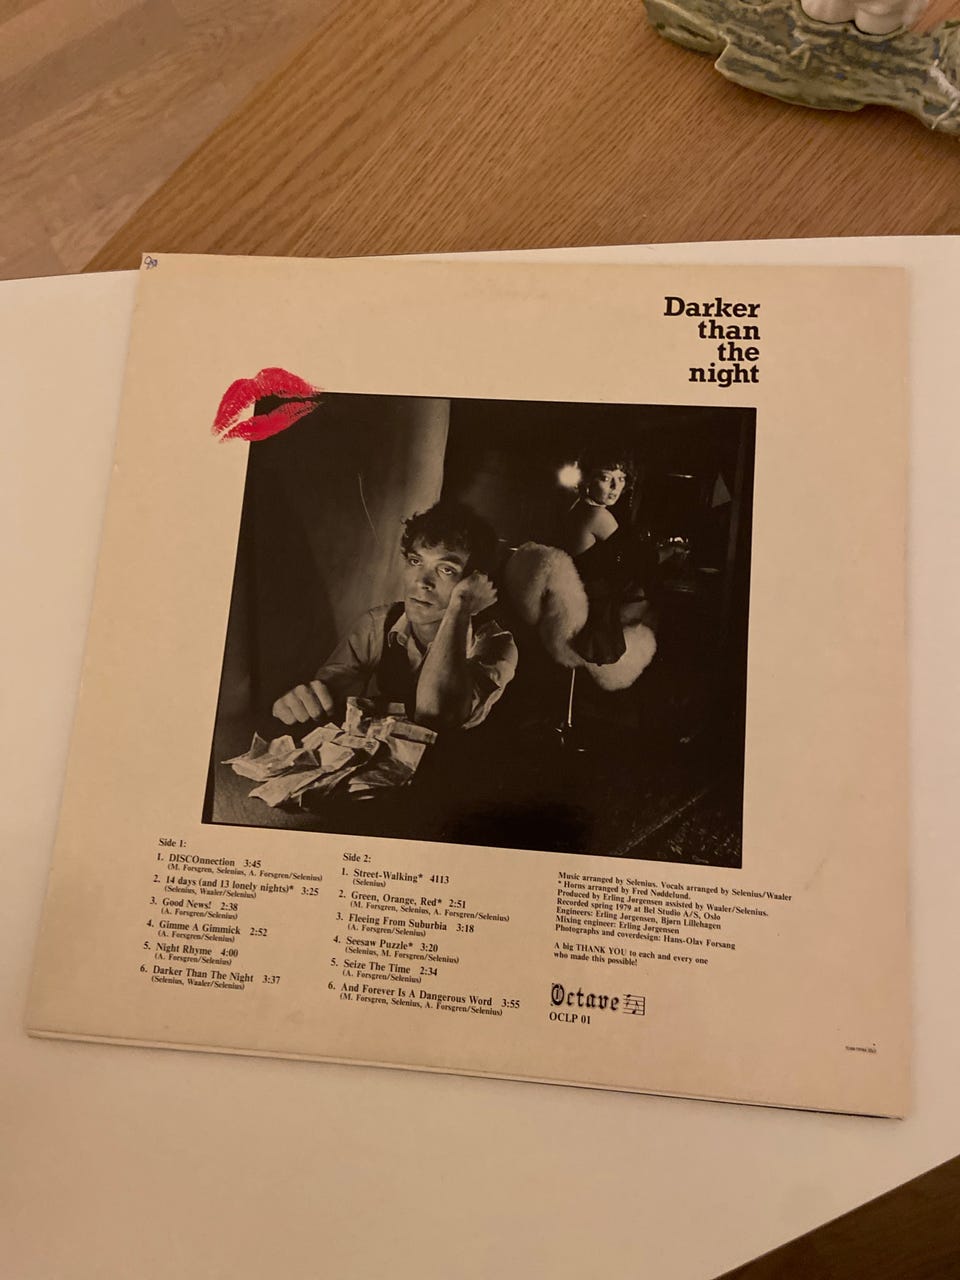 Darker
than
the
night
Side 1:
1. DISCOnnection 3:45
(M. Forsgren, Selenius, A. Forsgren/Selenius)
2. 14 days (and 13 lonely nights)* 3:25
(Selenius, Waaler/Selenius)
3. Good News! 2:38
(A. Forsgren/Selenius)
4. Gimme A Gimmick 2:52
(A. Forsgren/Selenius)
5. Night Rhyme 4:00
(A. Forsgren/Selenius)
6. Darker Than The Night 3:37
(Selenius, Waaler/Selenius)
Side 2:
1. Street-Walking* 4113
(Selenius)
2. Green, Orange, Red* 2:51
(M. Forsgren, Selenius, A. Forsgren/Selenius)
3. Fleeing From Suburbia 3:18
(A. Forsgren/Selenius)
4. Seesaw Puzzle* 3:20
(Selenius, M. Forsgren/Selenius)
5. Seize The Time 2:34
(A. Forsgren/Selenius)
6. And Forever Is A Dangerous Word 3:55
(M. Forsgren, Selenius, A. Forsgren/Selenius)
Music arranged by Selenius. Vocals arranged by Selenius/Waaler
* Horns arranged by Fred Nøddelund.
Produced by Erling Jørgensen assisted by Waaler/Selenius.
Recorded spring 1979 at Bel Studio A/S, Oslo
Engineers: Erling Jørgensen, Bjørn Lillehagen
Mixing engineer: Erling Jørgensen
Photographs and coverdesign: Hans-Olav Forsang
A big THANK YOU to each and every one
who made this possible!
Octave
OCLP 01